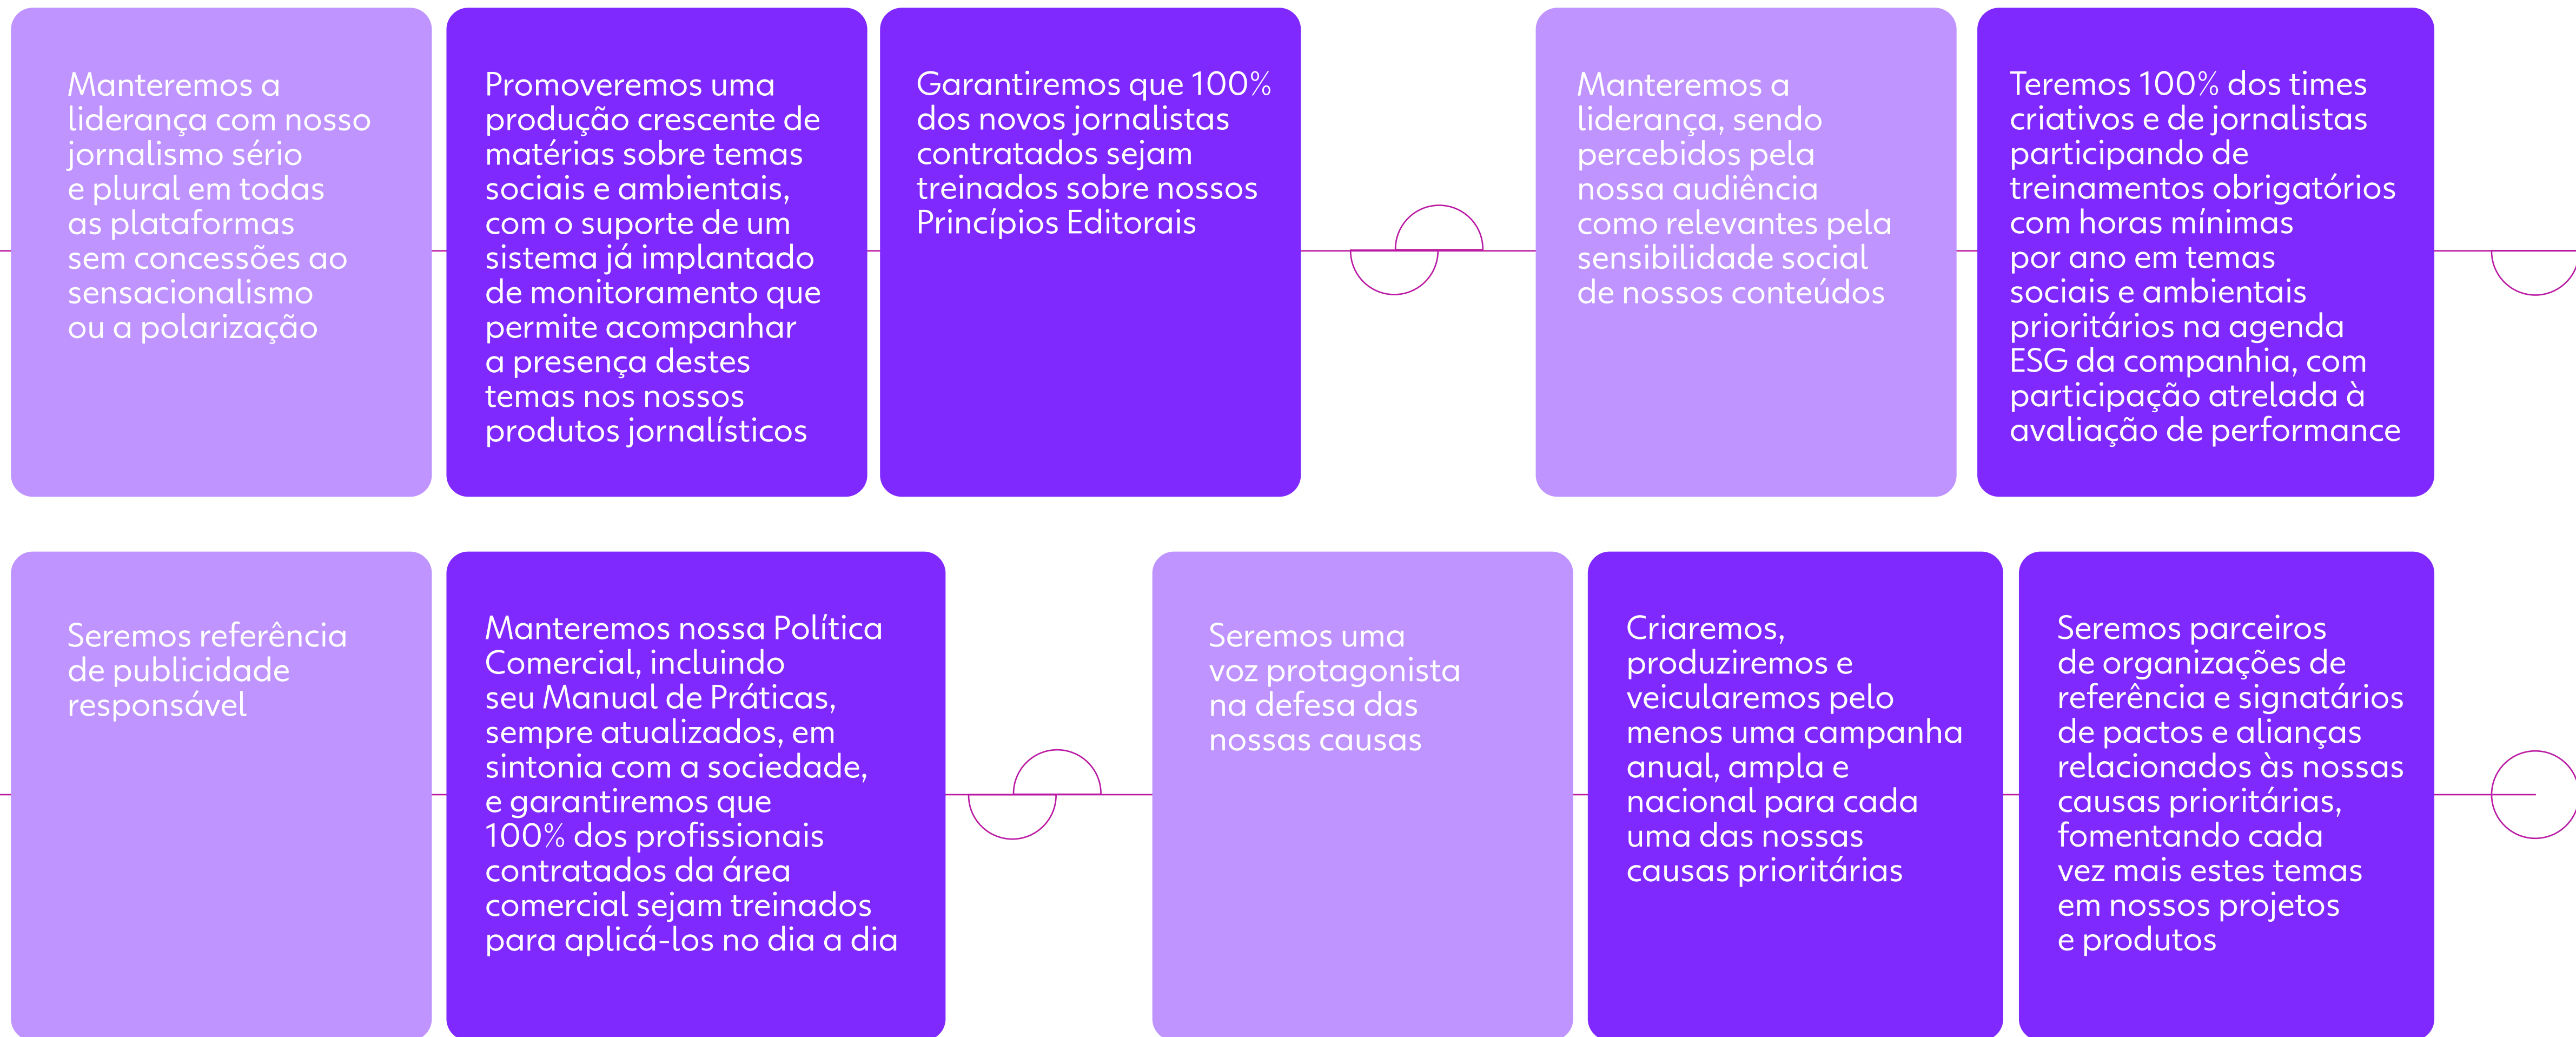 Manteremos a
liderança com nosso
jornalismo sério
e plural em todas
as plataformas
sem concessões ao
sensacionalismo
ou a polarização
Promoveremos uma
produção crescente de
matérias sobre temas
sociais e ambientais,
com o suporte de um
sistema já implantado
de monitoramento que
permite acompanhar
a presença destes
temas nos nossos
produtos jornalísticos
Garantiremos que 100%
dos novos jornalistas
contratados sejam
treinados sobre nossos
Princípios Editorais
Manteremos a
liderança, sendo
percebidos pela
nossa audiência
como relevantes pela
sensibilidade social
de nossos conteúdos
Teremos 100% dos times
criativos e de jornalistas
participando de
treinamentos obrigatórios
com horas mínimas
por ano em temas
sociais e ambientais
prioritários na agenda
ESG da companhia, com
participação atrelada à
avaliação de performance
Seremos referência
de publicidade
responsável
Manteremos nossa Política
Comercial, incluindo
seu Manual de Práticas,
sempre atualizados, em
sintonia com a sociedade,
e garantiremos que
100% dos profissionais
contratados da área
comercial sejam treinados
para aplicá-los no dia a dia
Seremos uma
voz protagonista
na defesa das
nossas causas
Criaremos,
produziremos e
veicularemos pelo
menos uma campanha
anual, ampla e
nacional para cada
uma das nossas
causas prioritárias
Seremos parceiros
de organizações de
referência e signatários
de pactos e alianças
relacionados às nossas
causas prioritárias,
fomentando cada
vez mais estes temas
em nossos projetos
e produtos